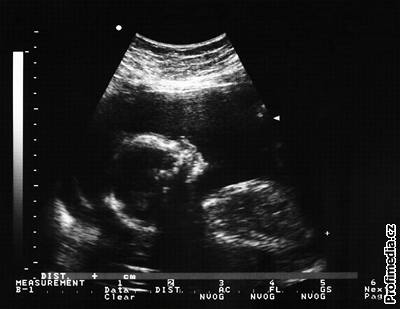 DIST. + cm
MEASUREMENT 1 2 3 4 5 6
B-1 Data DIST AC FL GS Next
Clear NVOG NVOG NVOG Pag
Profimedia.cz